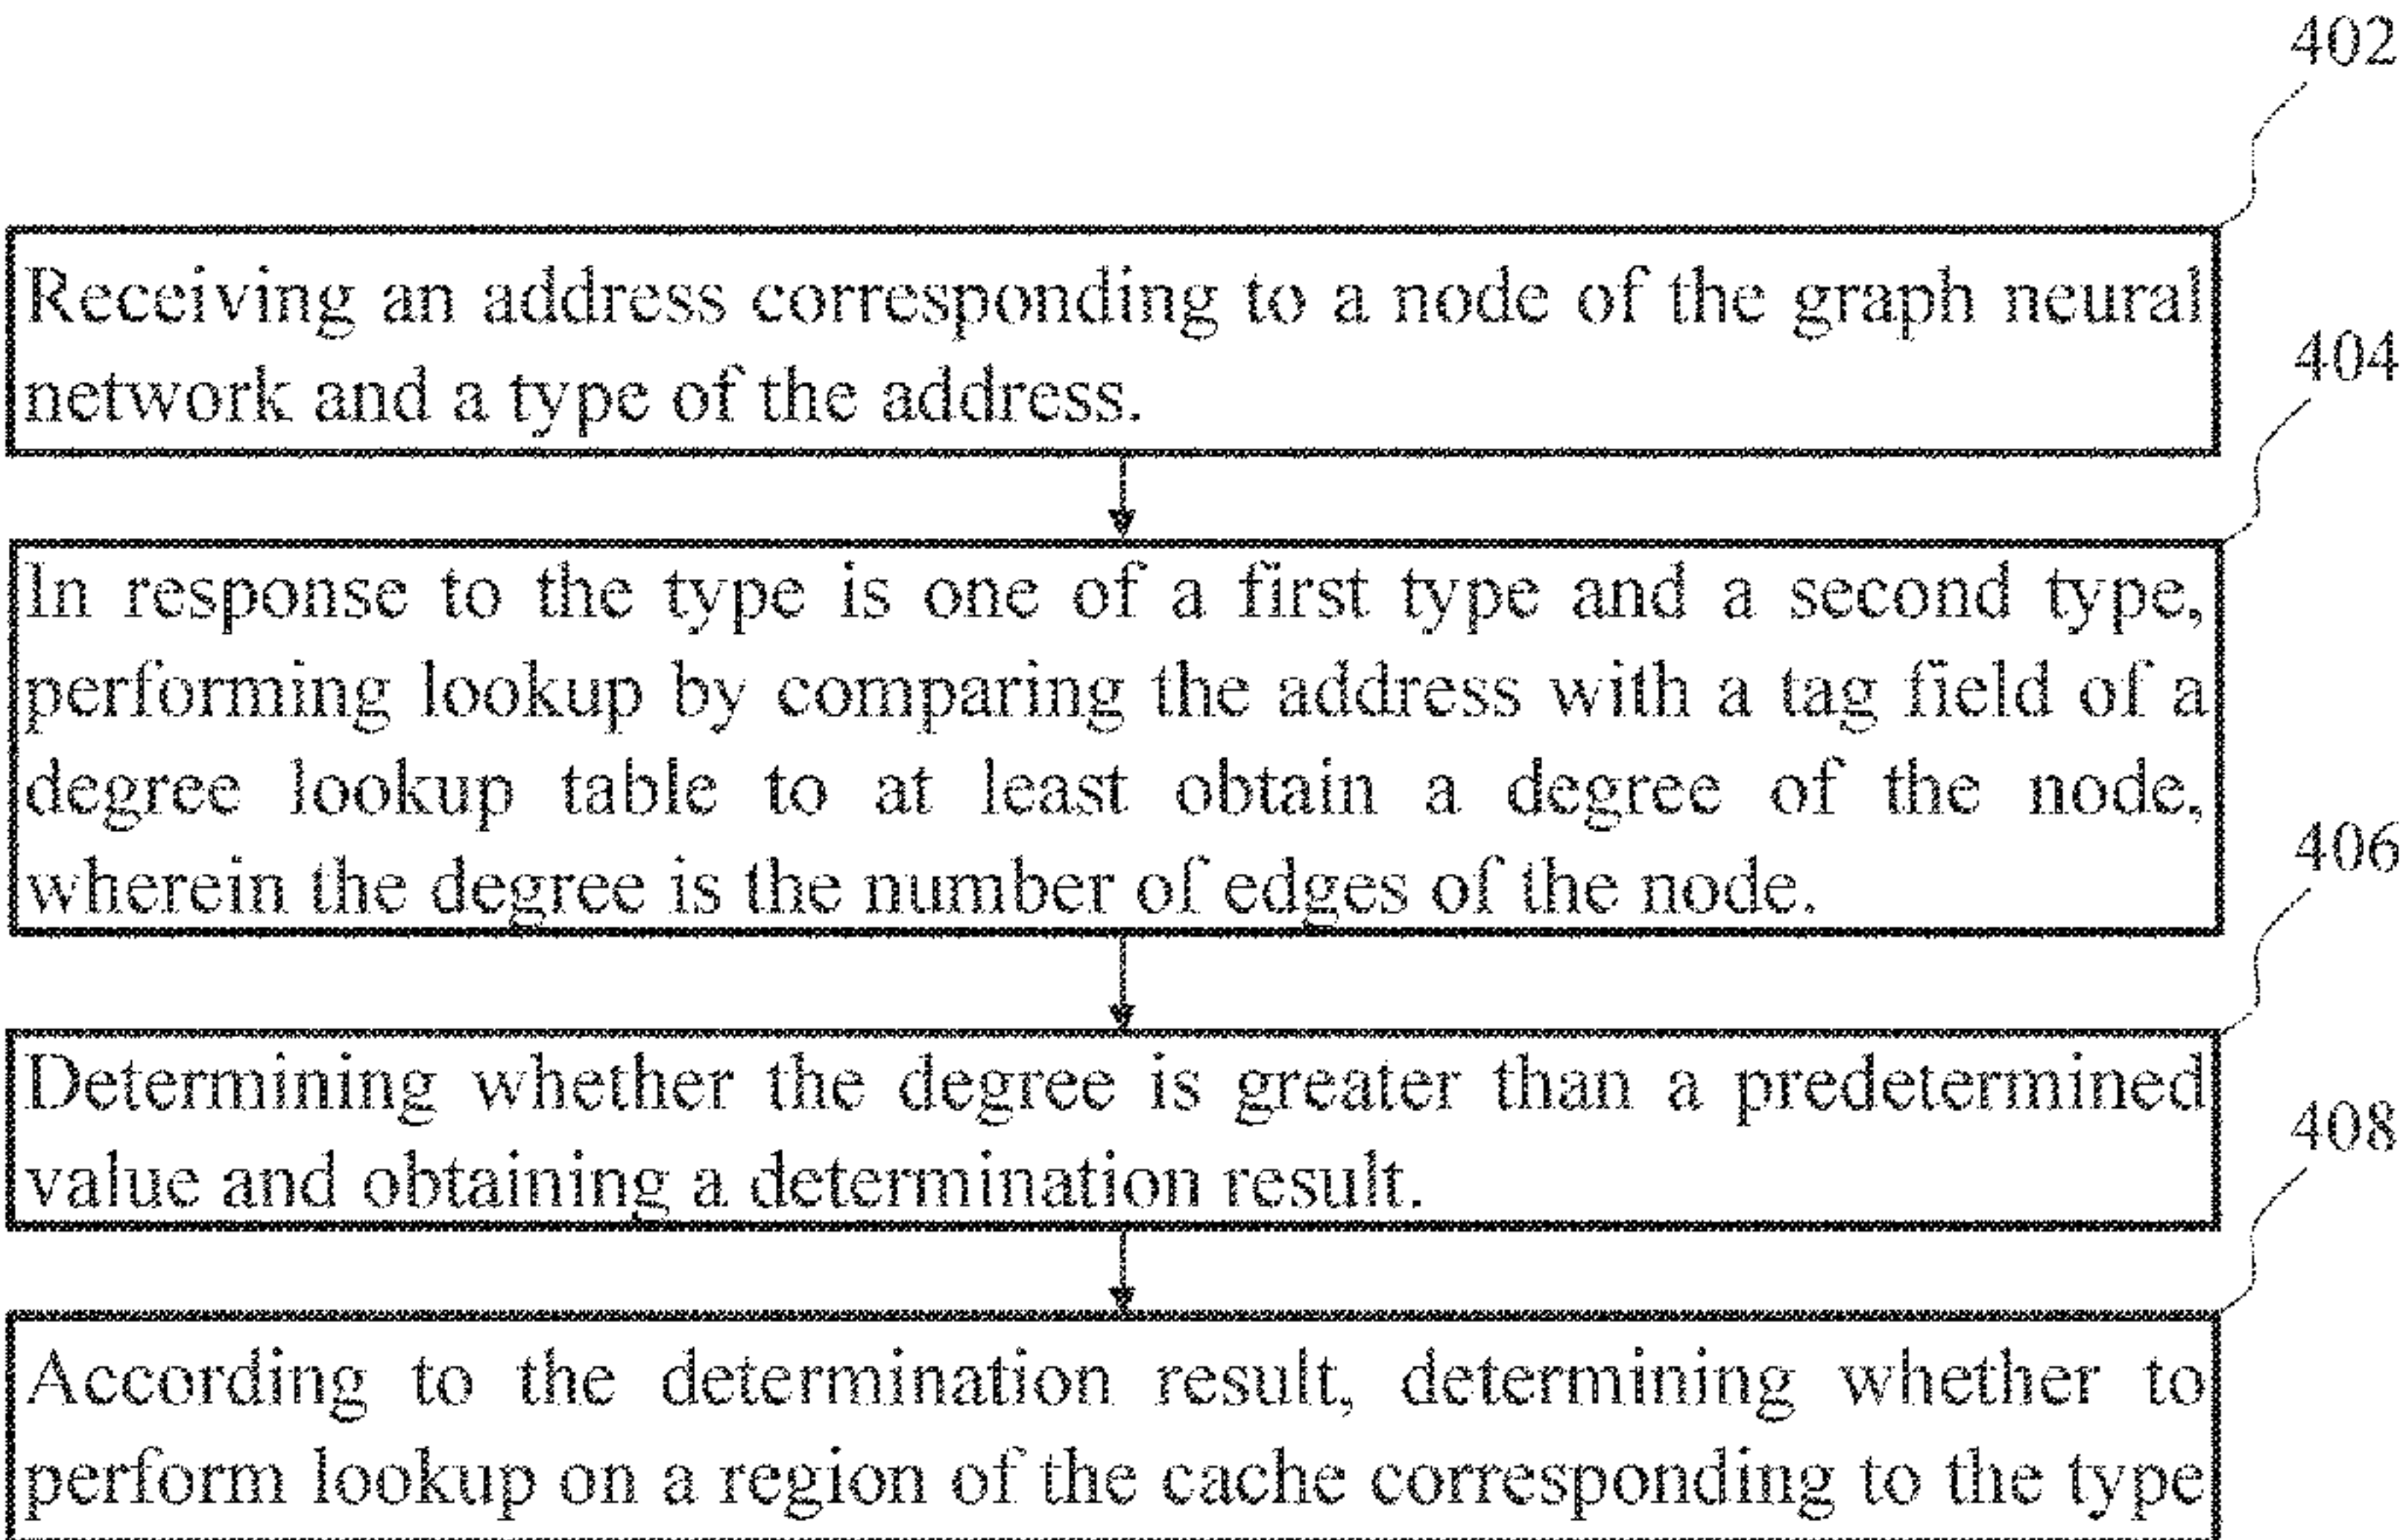 402
Receiving an address corresponding to a node of the graph neural
network and a type of the address.
404
In response to the type is one of a first type and a second type,
performing lookup by comparing the address with a tag field of a
degree lookup table to at least obtain a degree of the node,
wherein the degree is the number of edges of the node.
406
Determining whether the degree is greater than a predetermined
value and obtaining a determination result.
408
According to the determination result, determining whether to
perform lookup on a region of the cache corresponding to the type